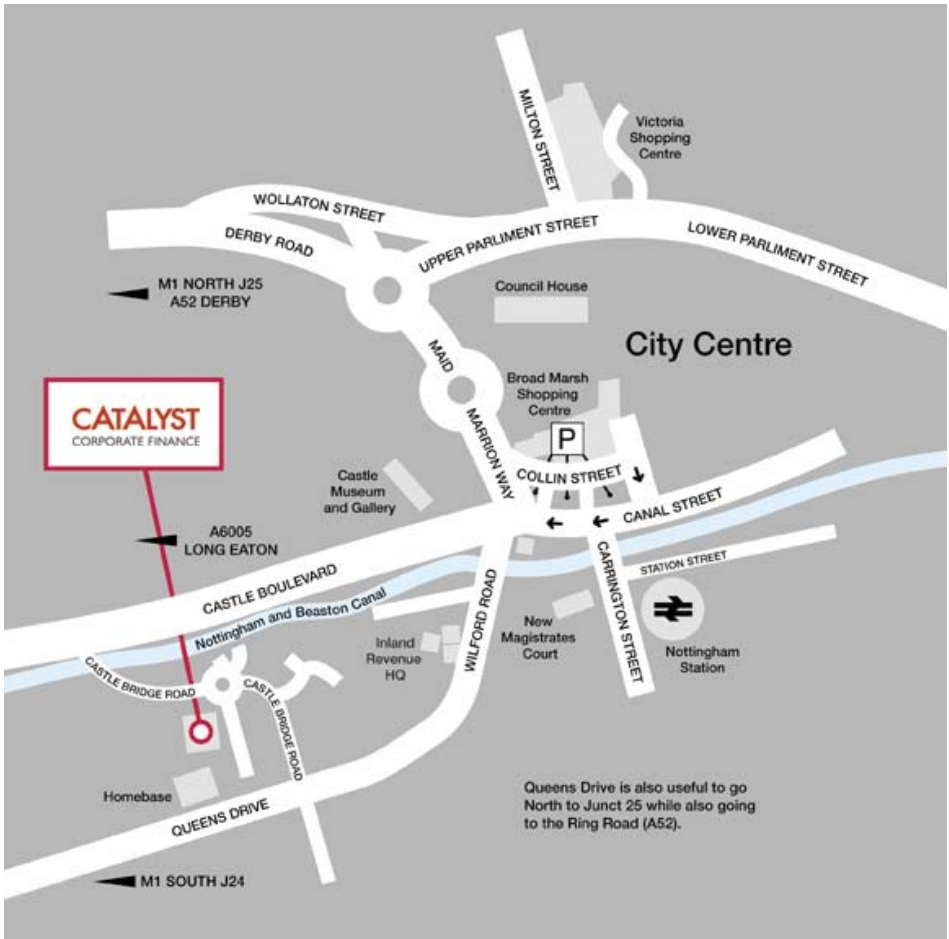 MILTON STREET
Victoria
Shopping
Centre
WOLLATON STREET
DERBY ROAD
UPPER PARLIMENT STREET
LOWER PARLIMENT STREET
M1 NORTH J25
A52 DERBY
Council House
City Centre
MAID
MARRION WAY
Broad Marsh
Shopping
Centre
P
CATALYST
CORPORATE FINANCE
COLLIN STREET
Castle
Museum
and Gallery
CANAL STREET
A6005
LONG EATON
CASTLE BOULEVARD
CARRINGTON STREET
STATION STREET
Nottingham and Beaston Canal
WILFORD ROAD
New
Magistrates
Court
Inland
Revenue
HQ
Nottingham
Station
CASTLE BRIDGE ROAD
CASTLE BRIDGE ROAD
Homebase
QUEENS DRIVE
Queens Drive is also useful to go
North to Junct 25 while also going
to the Ring Road (A52).
M1 SOUTH J24